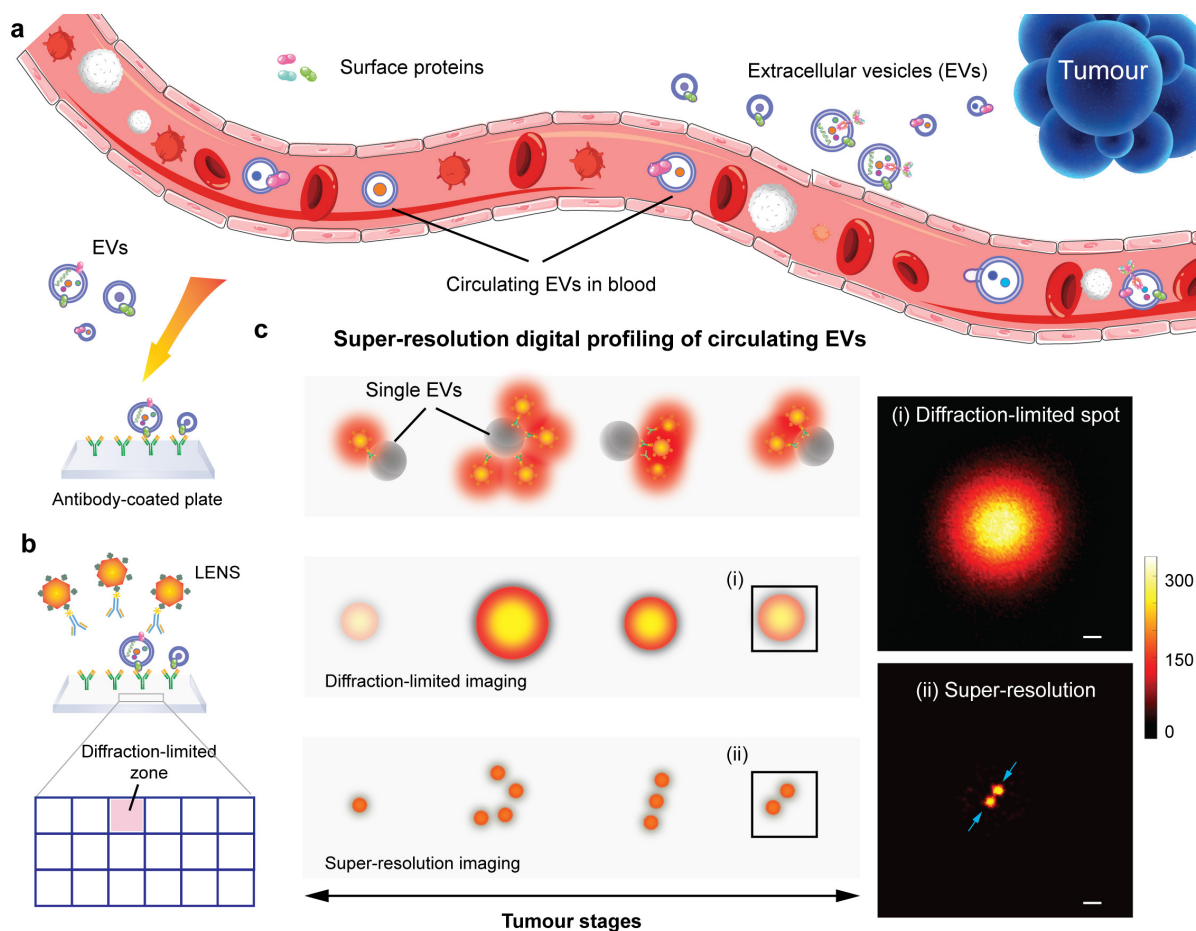 a
Surface proteins
Extracellular vesicles (EVs)
Tumour
EVs
Circulating EVs in blood
Antibody-coated plate
c
Super-resolution digital profiling of circulating EVs
Single EVs
(i) Diffraction-limited spot
b
LENS
(i)
Diffraction-limited imaging
300
150
0
Diffraction-limited
zone
(ii)
Super-resolution imaging
(ii) Super-resolution
Tumour stages